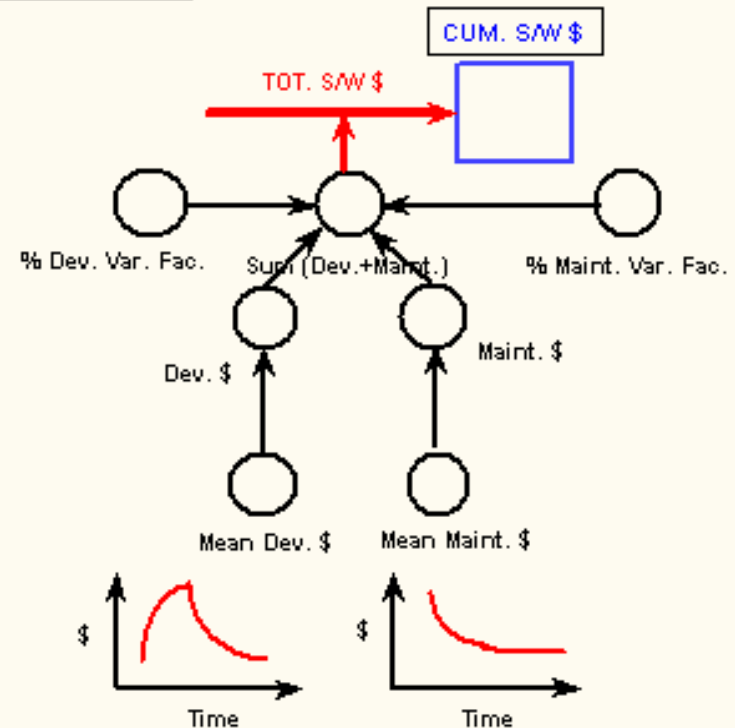 CUM. S/W $
TOT. S/W $
% Dev. Var. Fac.
Sum (Dev.+Maint.)
% Maint. Var. Fac.
Dev. $
Maint. $
Mean Dev. $
Mean Maint. $
$
$
Time
Time